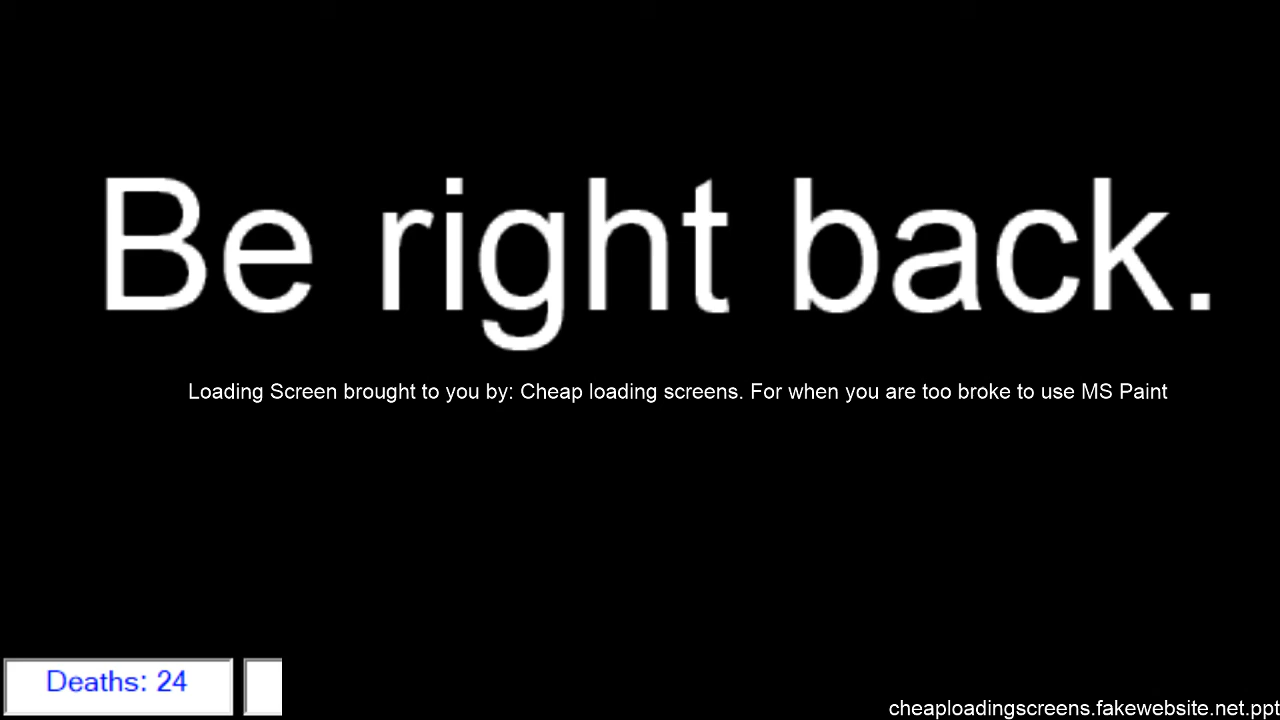 Be right back.
Loading Screen brought to you by: Cheap loading screens. For when you are too broke to use MS Paint
Deaths: 24
cheaploadingscreens.fakewebsite.net.ppt